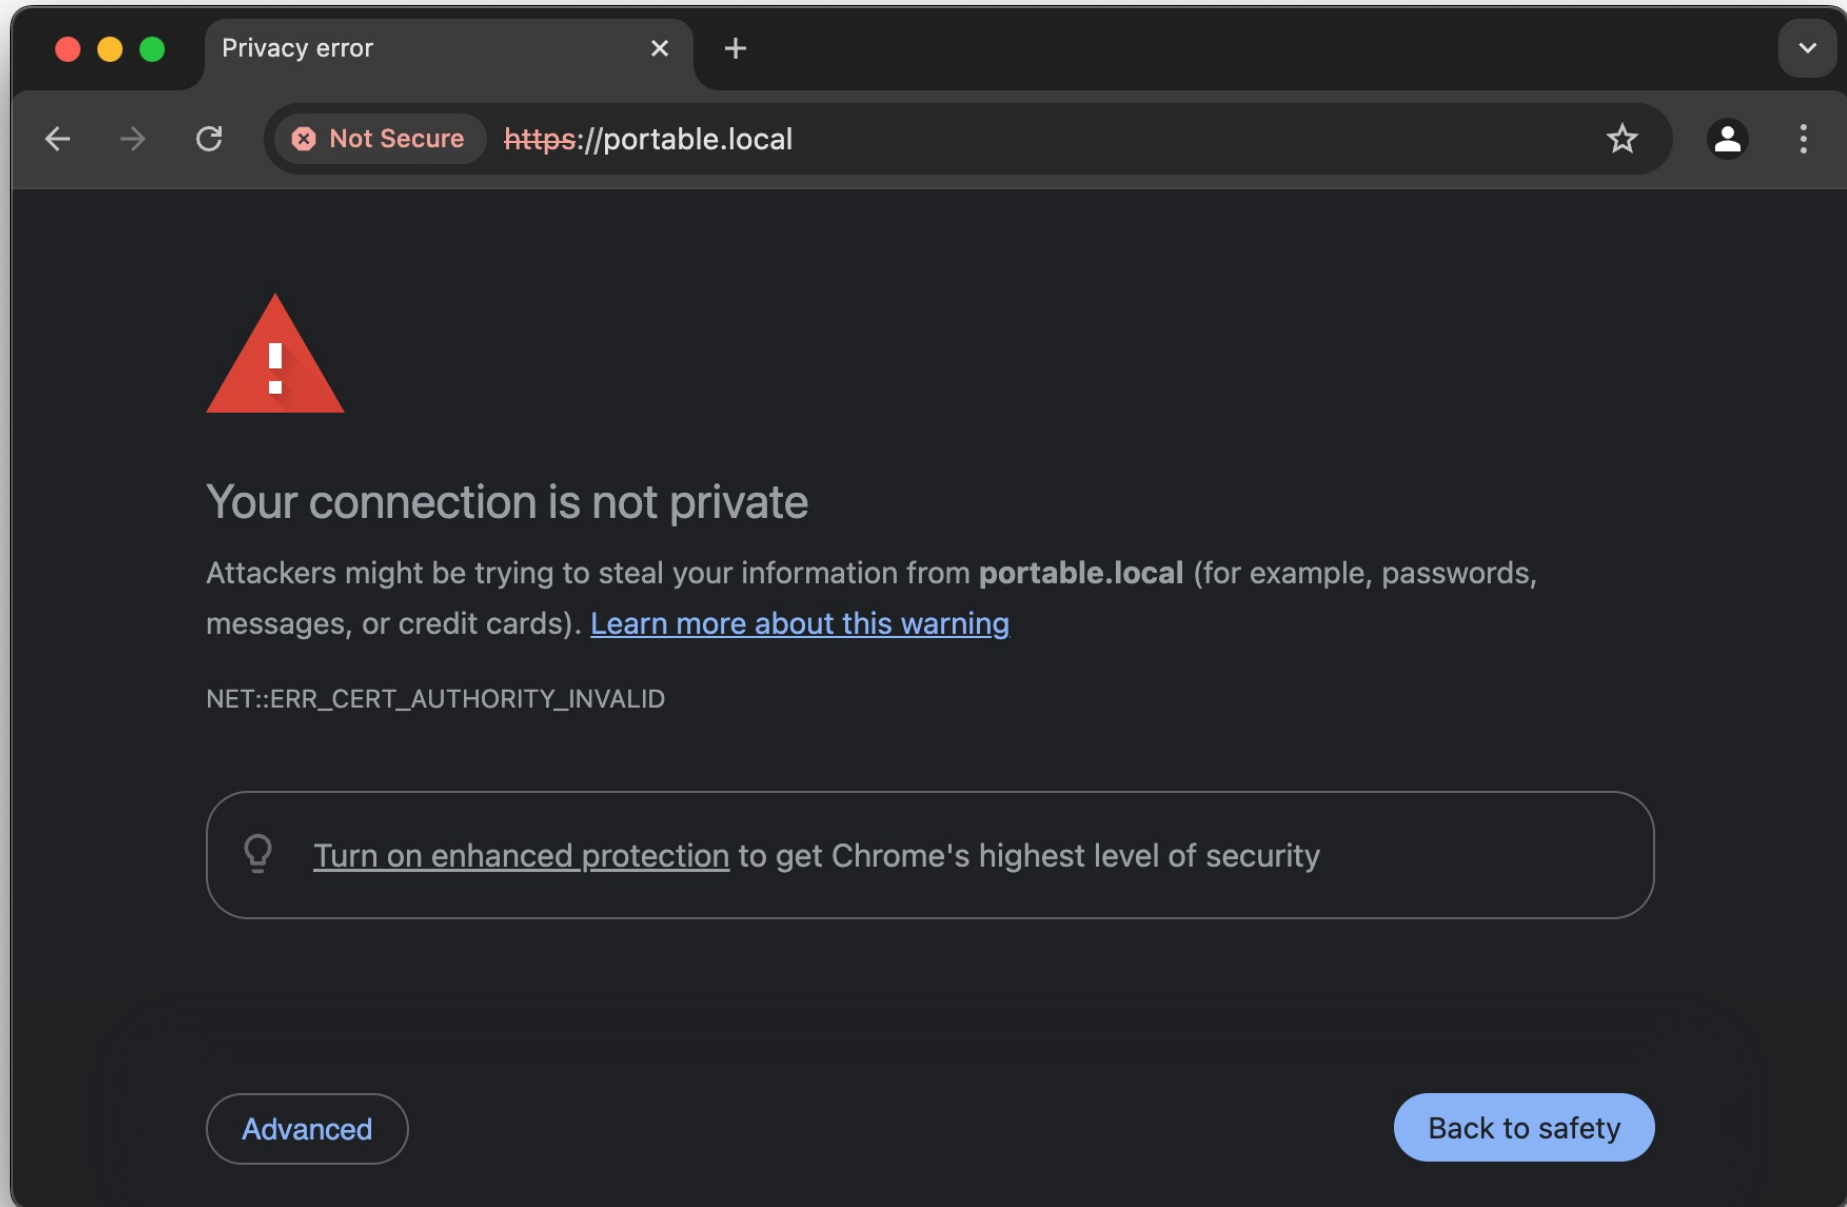 Privacy error
Not Secure https://portable.local
Your connection is not private
Attackers might be trying to steal your information from portable.local (for example, passwords,
messages, or credit cards). Learn more about this warning
NET::ERR_CERT_AUTHORITY_INVALID
Turn on enhanced protection to get Chrome's highest level of security
Advanced
Back to safety